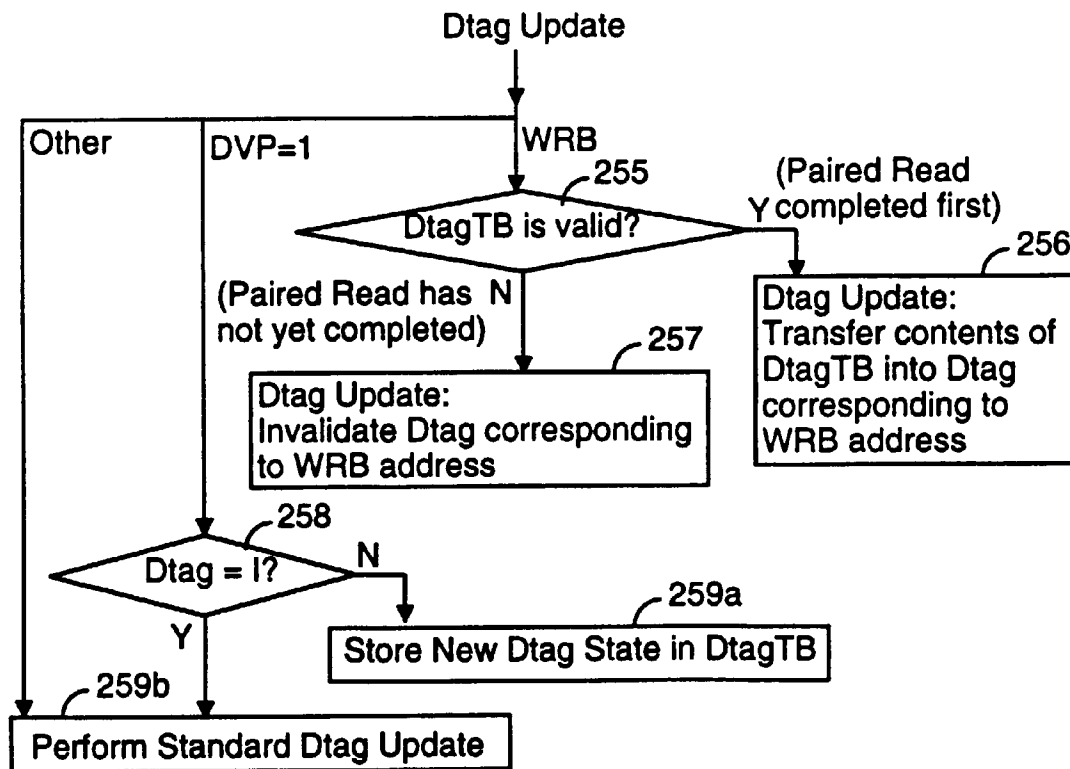 Dtag Update
Other
DVP=1
WRB
255
DtagTB is valid?
(Paired Read
Y completed first)
256
Dtag Update:
Transfer contents of
DtagTB into Dtag
corresponding to
WRB address
(Paired Read has N
not yet completed)
257
Dtag Update:
Invalidate Dtag corresponding
to WRB address
258
Dtag = I?
N
Y
259a
Store New Dtag State in DtagTB
259b
Perform Standard Dtag Update